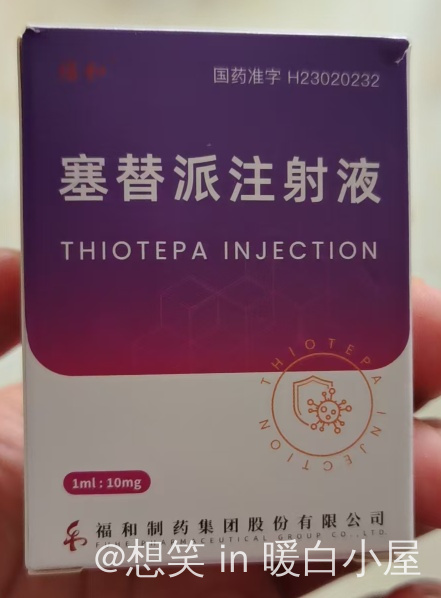 福和
国药准字 H23020232
塞替派注射液
THIOTEPA INJECTION
THIOTEPA INJECTION
1ml : 10mg
福和制药集团股份有限公司
@想笑 in 暖白小屋